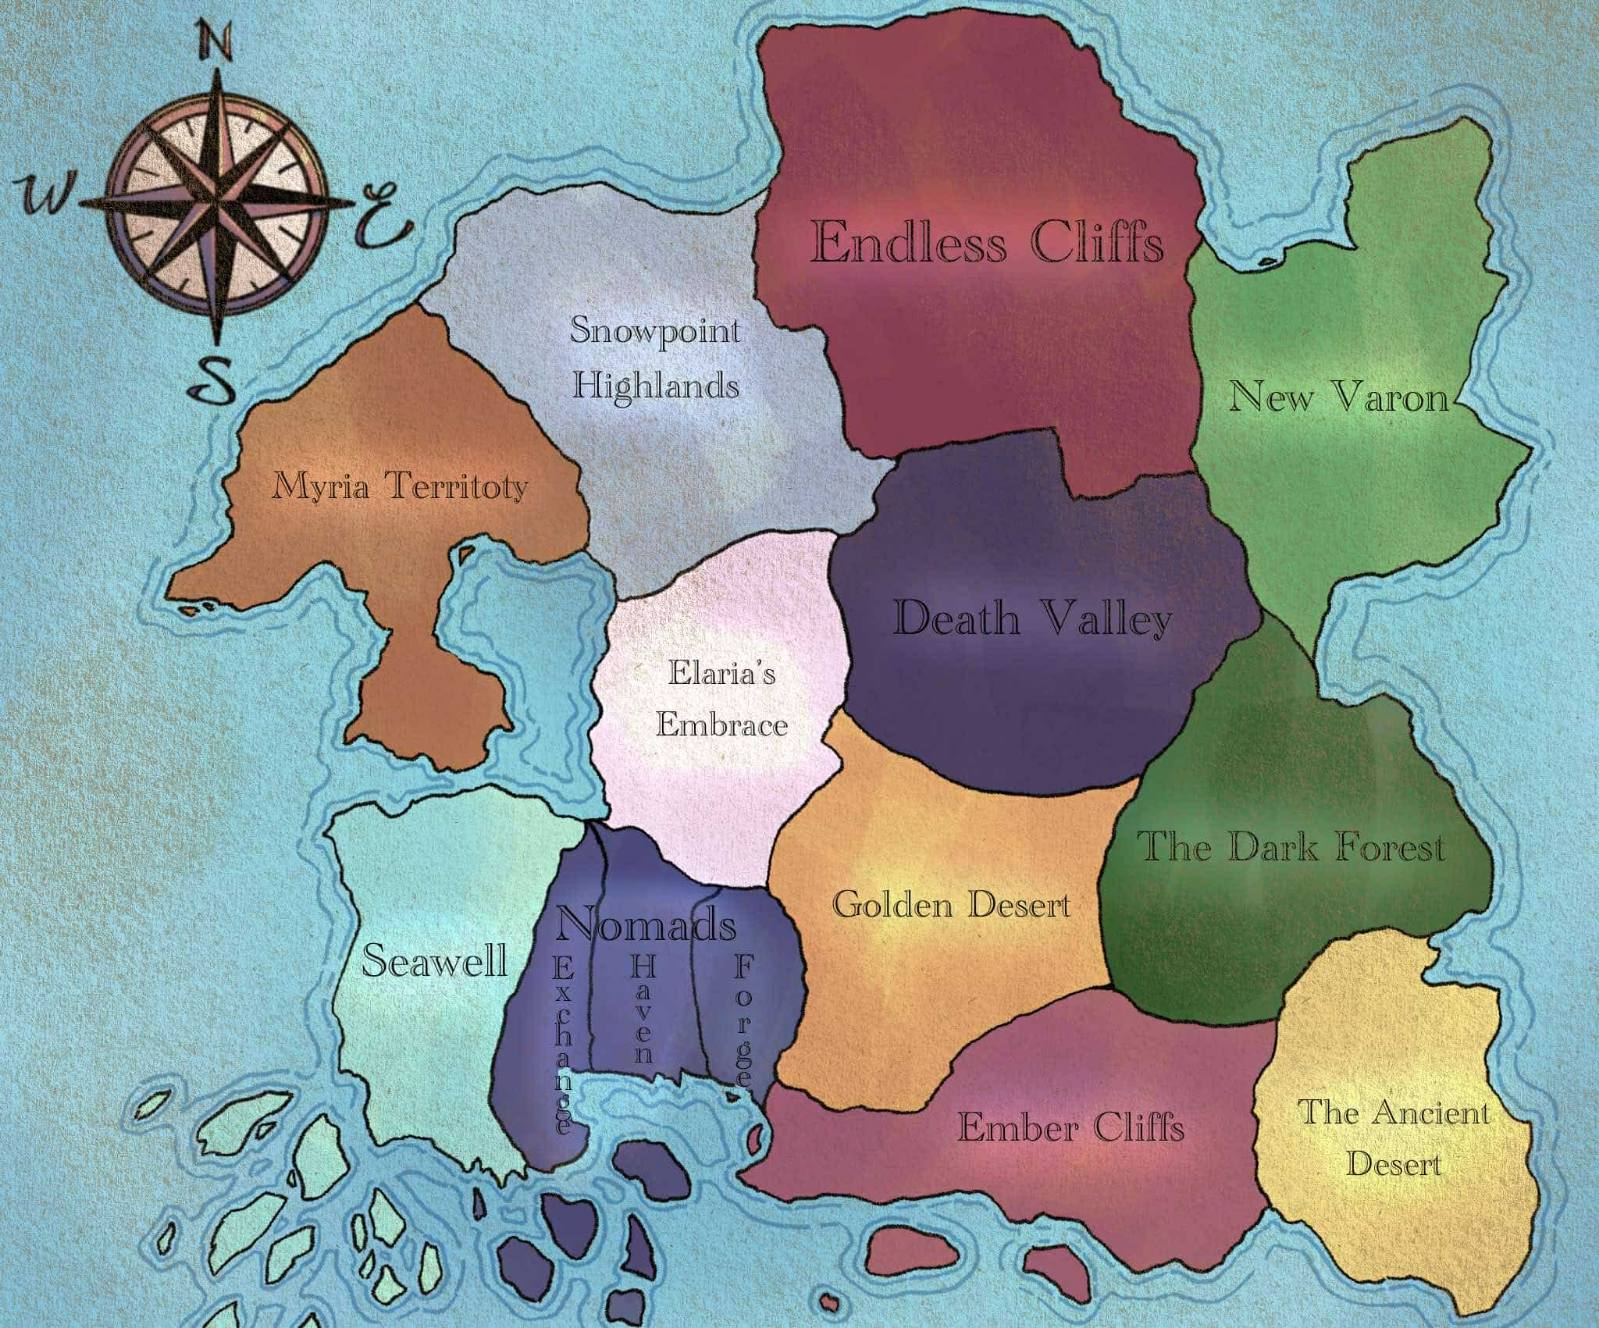 N
W
E
S
Endless Cliffs
Snowpoint
Highlands
New Varon
Myria Territoty
Death Valley
Elaria's
Embrace
The Dark Forest
Golden Desert
Nomads
Seawell
Exchange
Haven
Forge
Ember Cliffs
The Ancient
Desert